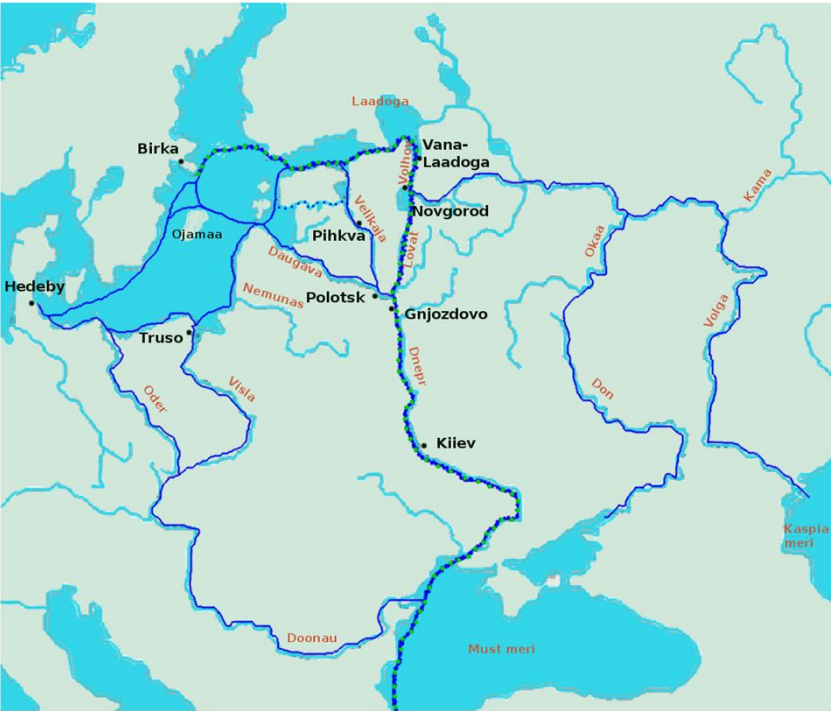 Laadoga
Birka
Vana-
Laadoga
Volhov
Kama
Novgorod
Velikaja
Ojamaa
Pihkva
Lovat
Okaa
Daugava
Hedeby
Nemunas
Polotsk
Gnjozdovo
Volga
Truso
Dnepr
Oder
Visla
Don
Kiiev
Kaspia
meri
Doonau
Must meri